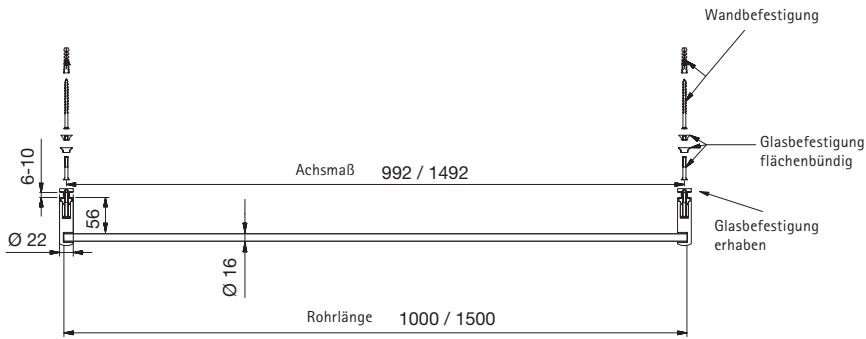 Wandbefestigung
Glasbefestigung
flächenbündig
Achsmaß 992 / 1492
6-10
56
Glasbefestigung
erhaben
Ø 22
Ø 16
Rohrlänge 1000 / 1500